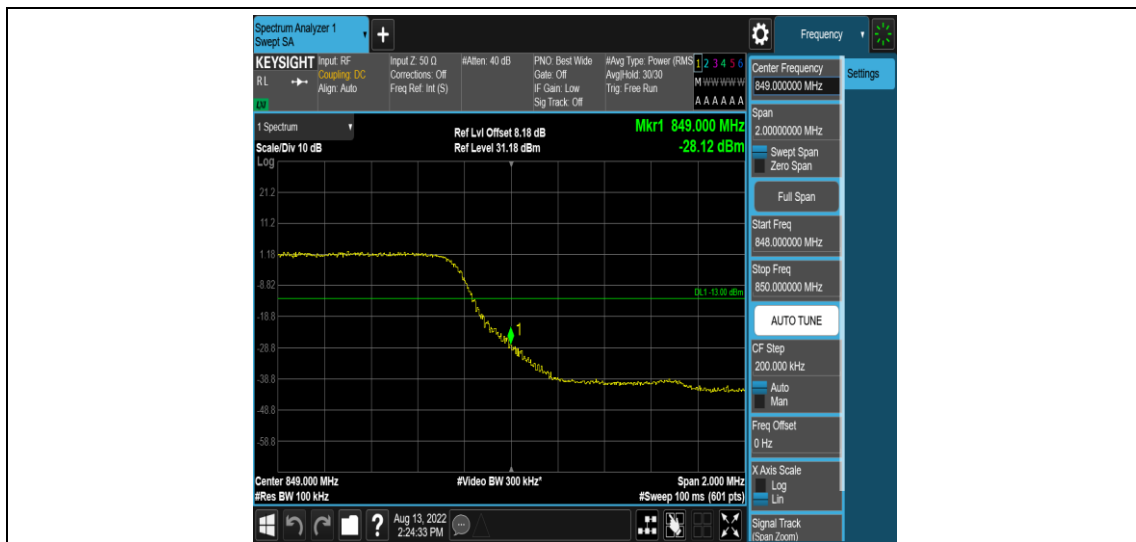 Spectrum Analyzer 1
Swept SA
Frequency
KEYSIGHT
RL
LXI
Input: RF
Coupling: DC
Align: Auto
Input Z: 50 Ω
Corrections: Off
Freq Ref: Int (S)
#Atten: 40 dB
PNO: Best Wide
Gate: Off
IF Gain: Low
Sig Track: Off
#Avg Type: Power (RMS
Avg|Hold: 30/30
Trig: Free Run
1 2 3 4 5 6
M W W W W W
A A A A A A
1 Spectrum
Scale/Div 10 dB
Ref Lvl Offset 8.18 dB
Ref Level 31.18 dBm
Mkr1 849.000 MHz
-28.12 dBm
Log
21.2
11.2
1.18
-8.82
-18.8
-28.8
-38.8
-48.8
-58.8
DL1 -13.00 dBm
1
Center 849.000 MHz
#Res BW 100 kHz
#Video BW 300 kHz*
Span 2.000 MHz
#Sweep 100 ms (601 pts)
Aug 13, 2022
2:24:33 PM
Center Frequency
849.000000 MHz
Settings
Span
2.00000000 MHz
Swept Span
Zero Span
Full Span
Start Freq
848.000000 MHz
Stop Freq
850.000000 MHz
AUTO TUNE
CF Step
200.000 kHz
Auto
Man
Freq Offset
0 Hz
X Axis Scale
Log
Lin
Signal Track
(Span Zoom)